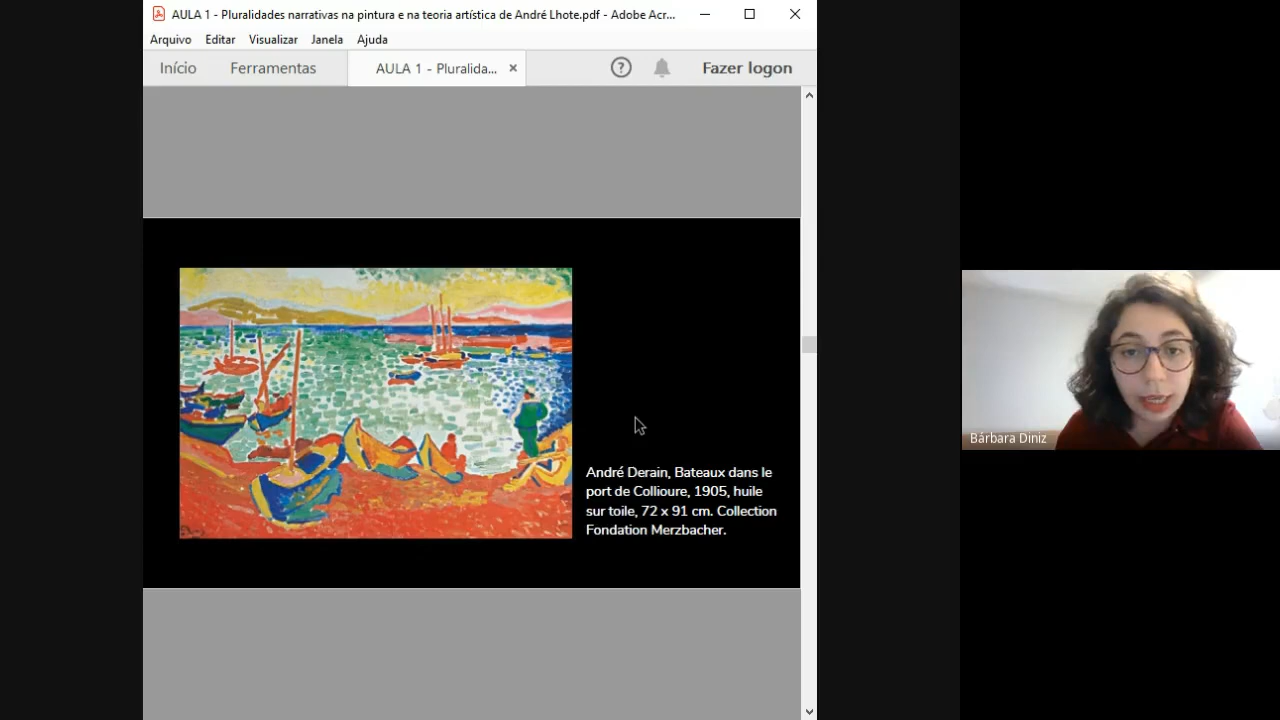 AULA 1 - Pluralidades narrativas na pintura e na teoria artística de André Lhote.pdf - Adobe Acr...
Arquivo Editar Visualizar Janela Ajuda
Início Ferramentas AULA 1 - Pluralida... Fazer logon
André Derain, Bateaux dans le
port de Collioure, 1905, huile
sur toile, 72 x 91 cm. Collection
Fondation Merzbacher.
Bárbara Diniz